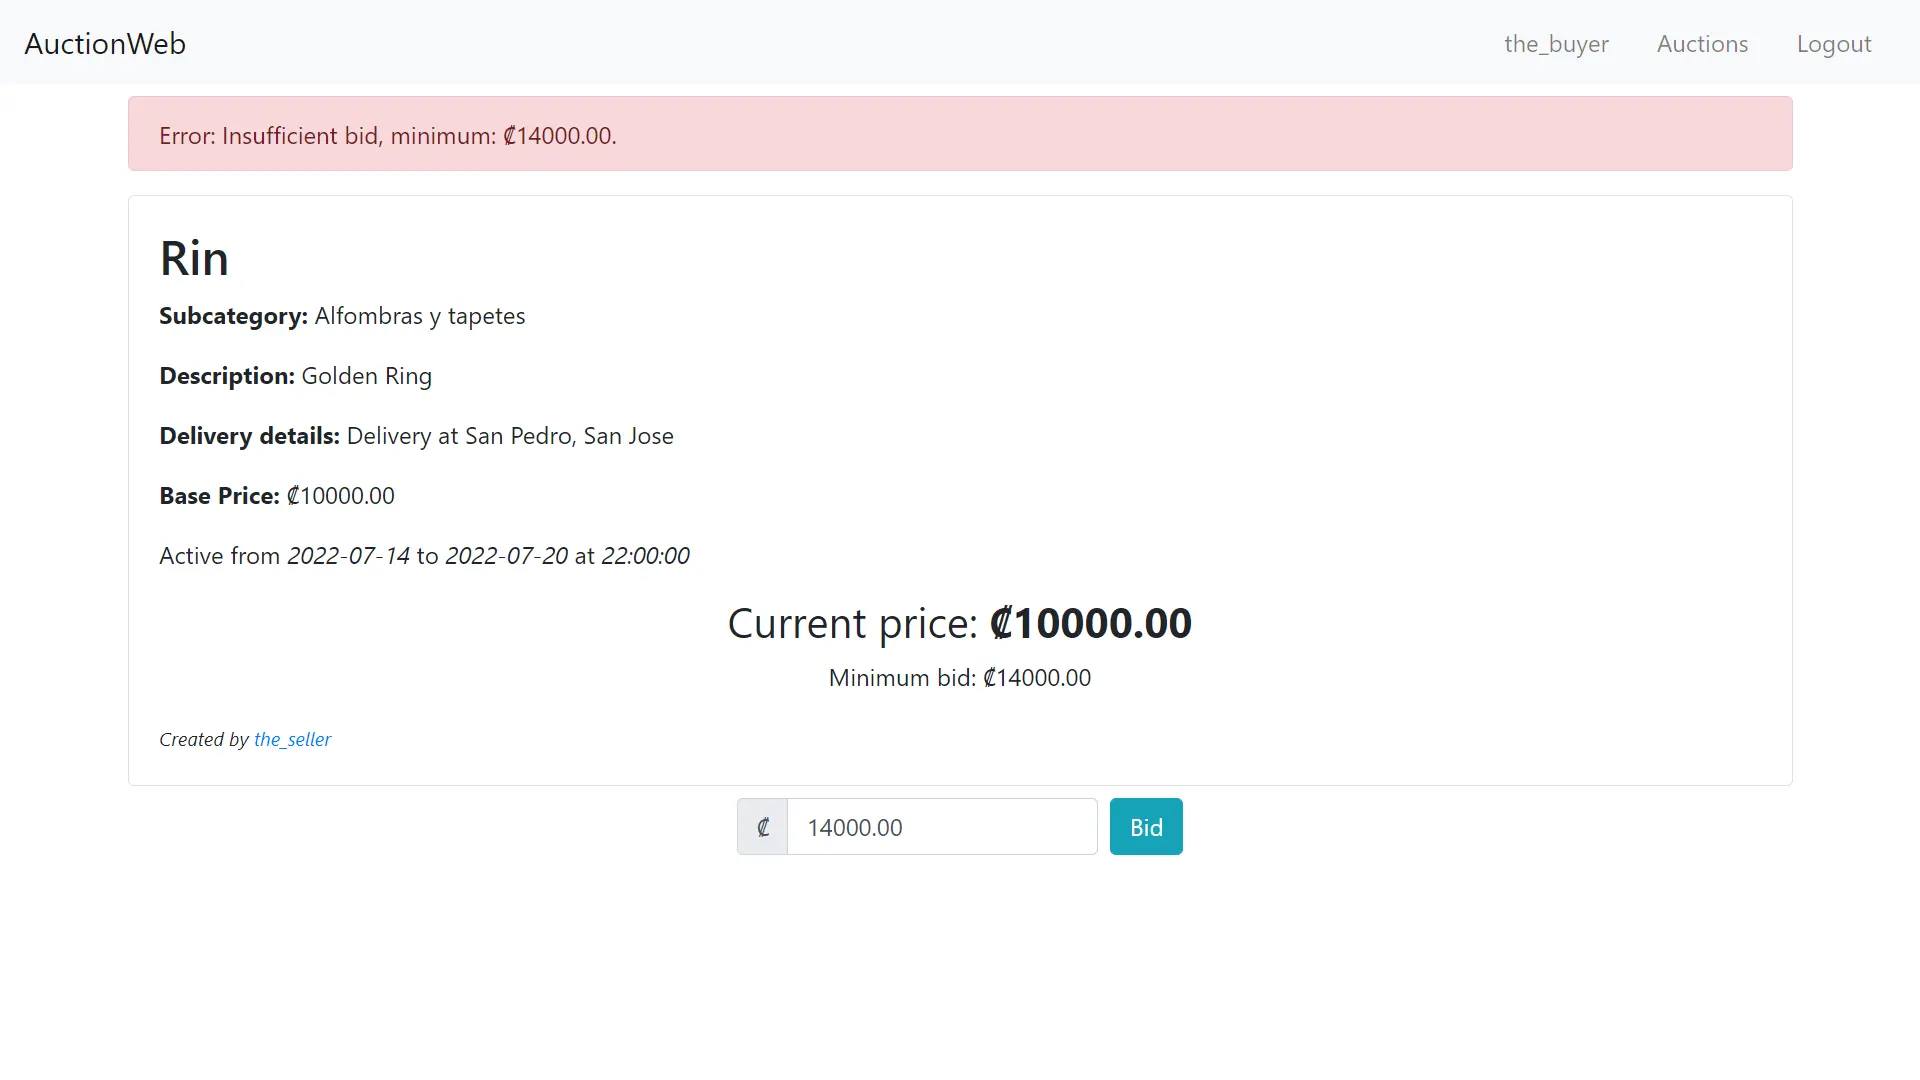 AuctionWeb the_buyer Auctions Logout
Error: Insufficient bid, minimum: ₡14000.00.
Rin
Subcategory: Alfombras y tapetes
Description: Golden Ring
Delivery details: Delivery at San Pedro, San Jose
Base Price: ₡10000.00
Active from 2022-07-14 to 2022-07-20 at 22:00:00
Current price: ₡10000.00
Minimum bid: ₡14000.00
Created by the_seller
₡ 14000.00 Bid